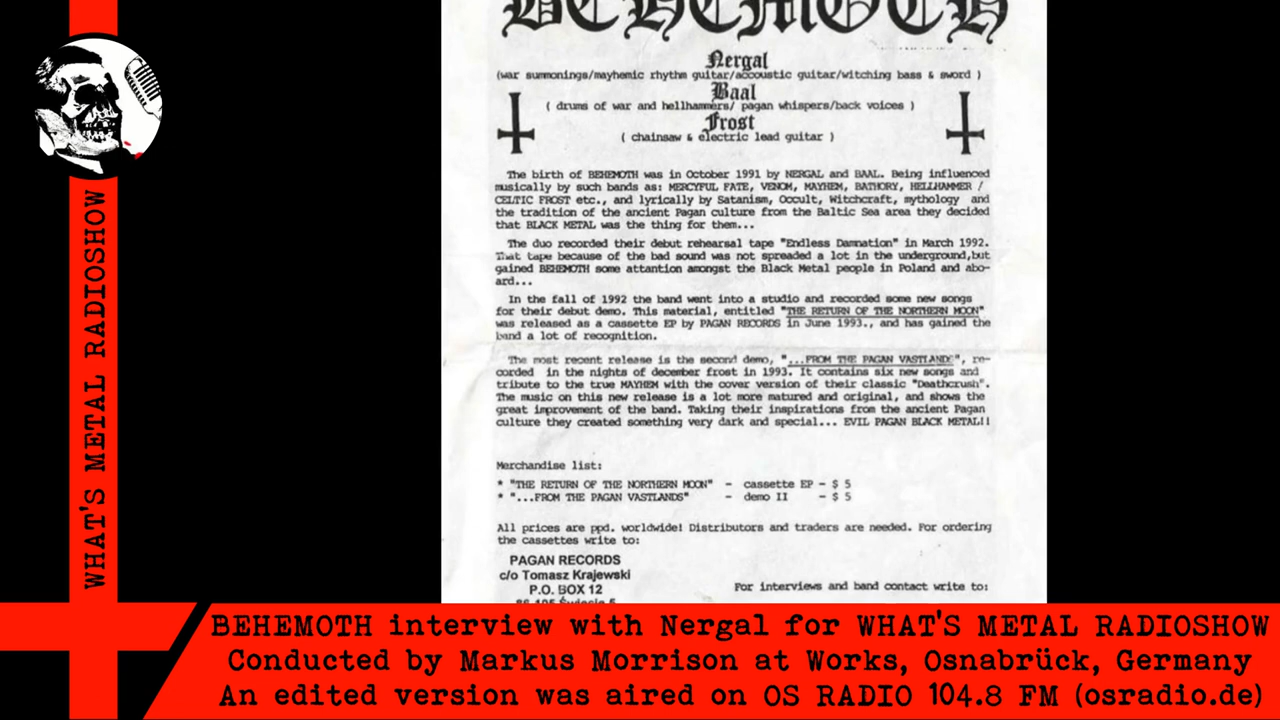 BEHEMOTH
Nergal
(war summonings/mayhemic rhythm guitar/accoustic guitar/witching bass & sword )
Baal
( drums of war and hellhammers/ pagan whispers/back voices )
Frost
( chainsaw & electric lead guitar )
The birth of BEHEMOTH was in October 1991 by NERGAL and BAAL. Being influenced
musically by such bands as: MERCYFUL FATE, VENOM, MAYHEM, BATHORY, HELLHAMMER /
CELTIC FROST etc., and lyrically by Satanism, Occult, Witchcraft, mythology and
the tradition of the ancient Pagan culture from the Baltic Sea area they decided
that BLACK METAL was the thing for them...
The duo recorded their debut rehearsal tape "Endless Damnation" in March 1992.
That tape because of the bad sound was not spreaded a lot in the underground,but
gained BEHEMOTH some attantion amongst the Black Metal people in Poland and abo-
ard...
In the fall of 1992 the band went into a studio and recorded some new songs
for their debut demo. This material, entitled "THE RETURN OF THE NORTHERN MOON"
was released as a cassette EP by PAGAN RECORDS in June 1993., and has gained the
band a lot of recognition.
The most recent release is the second demo, "...FROM THE PAGAN VASTLANDS", re-
corded in the nights of december frost in 1993. It contains six new songs and
tribute to the true MAYHEM with the cover version of their classic "Deathcrush".
The music on this new release is a lot more matured and original, and shows the
great improvement of the band. Taking their inspirations from the ancient Pagan
culture they created something very dark and special... EVIL PAGAN BLACK METAL!!
Merchandise list:
* "THE RETURN OF THE NORTHERN MOON" - cassette EP - $ 5
* "...FROM THE PAGAN VASTLANDS" - demo II - $ 5
All prices are ppd. worldwide! Distributors and traders are needed. For ordering
the cassettes write to:
PAGAN RECORDS
c/o Tomasz Krajewski
P.O. BOX 12
For interviews and band contact write to:
WHAT'S METAL RADIOSHOW
BEHEMOTH interview with Nergal for WHAT'S METAL RADIOSHOW
Conducted by Markus Morrison at Works, Osnabrück, Germany
An edited version was aired on OS RADIO 104.8 FM (osradio.de)